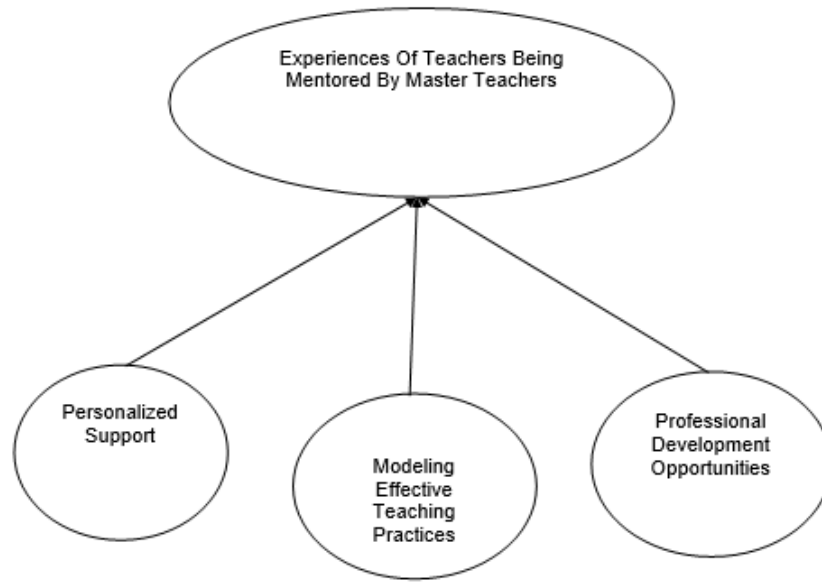 Experiences Of Teachers Being
Mentored By Master Teachers
Personalized
Support
Modeling
Effective
Teaching
Practices
Professional
Development
Opportunities